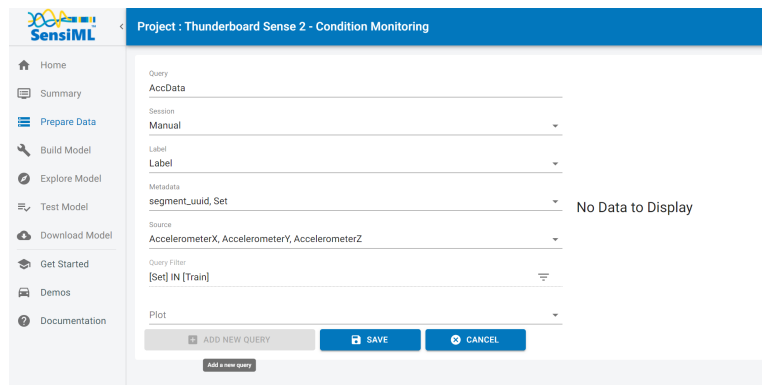 SensiML
<
Project : Thunderboard Sense 2 - Condition Monitoring
Home
Summary
Prepare Data
Build Model
Explore Model
Test Model
Download Model
Get Started
Demos
Documentation
Query
AccData
Session
Manual
Label
Label
Metadata
segment_uuid, Set
Source
AccelerometerX, AccelerometerY, AccelerometerZ
Query Filter
[Set] IN [Train]
Plot
ADD NEW QUERY
SAVE
CANCEL
Add a new query
No Data to Display